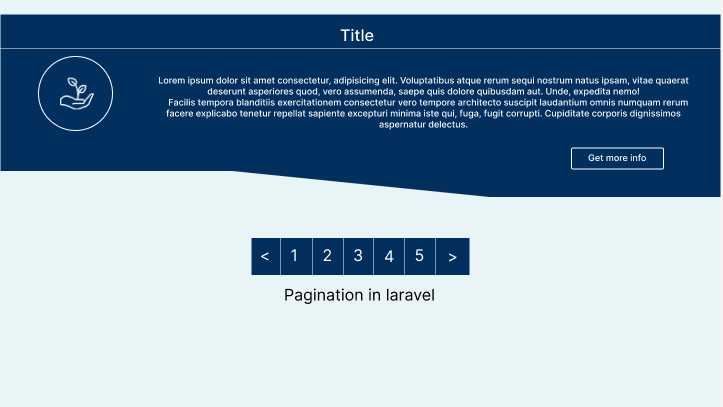 Title
Lorem ipsum dolor sit amet consectetur, adipisicing elit. Voluptatibus atque rerum sequi nostrum natus ipsam, vitae quaerat
deserunt asperiores quod, vero assumenda, saepe quis dolore quibusdam aut. Unde, expedita nemo!
Facilis tempora blanditiis exercitationem consectetur vero tempore architecto suscipit laudantium omnis numquam rerum
facere explicabo tenetur repellat sapiente excepturi minima iste qui, fuga, fugit corrupti. Cupiditate corporis dignissimos
aspernatur delectus.
Get more info
< 1 2 3 4 5 >
Pagination in laravel